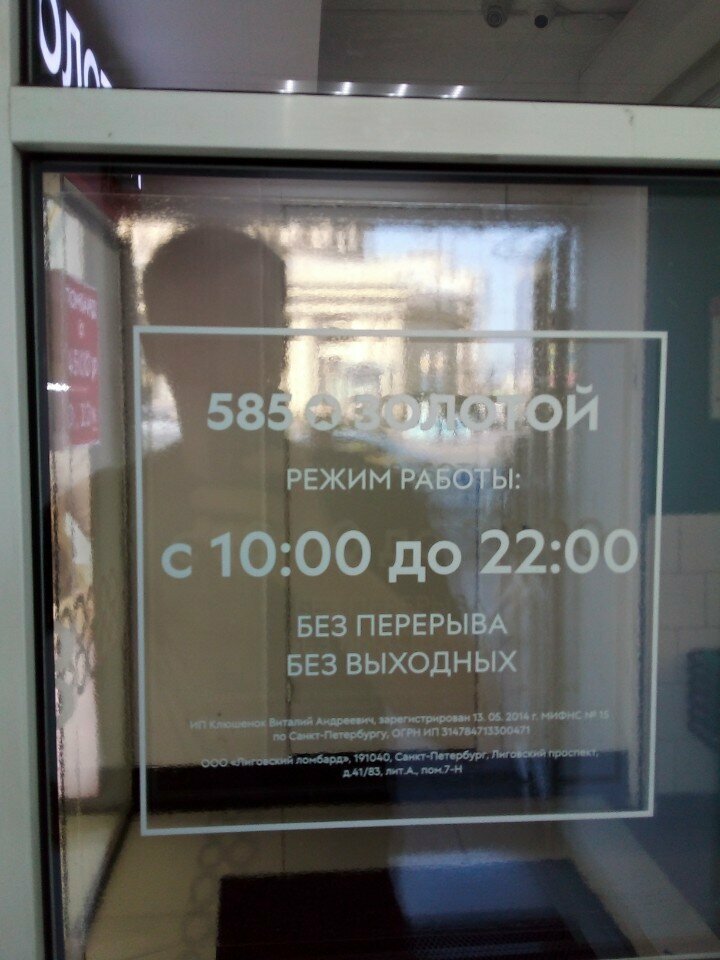 585 ЗОЛОТОЙ
РЕЖИМ РАБОТЫ:
с 10:00 до 22:00
БЕЗ ПЕРЕРЫВА
БЕЗ ВЫХОДНЫХ
ИП Клюшенок Виталий Андреевич, зарегистрирован 13. 05. 2014 г. МИФНС № 15
по Санкт-Петербургу, ОГРН ИП 314784713300471
ООО «Лиговский ломбард», 191040, Санкт-Петербург, Лиговский проспект,
д.41/83, лит.А., пом.7-Н
ЛОМБАРД